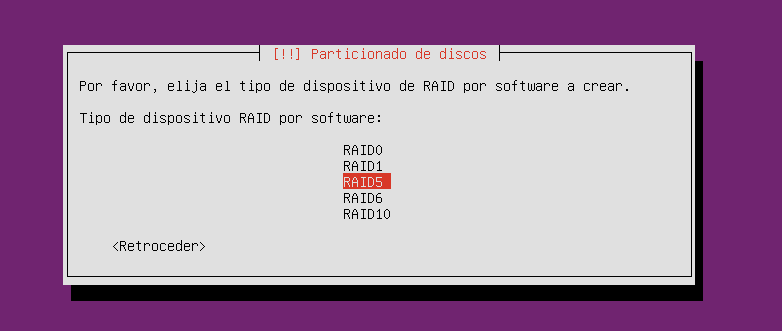 [!!] Particionado de discos
Por favor, elija el tipo de dispositivo de RAID por software a crear.
Tipo de dispositivo RAID por software:
RAID0
RAID1
RAID5
RAID6
RAID10
<Retroceder>